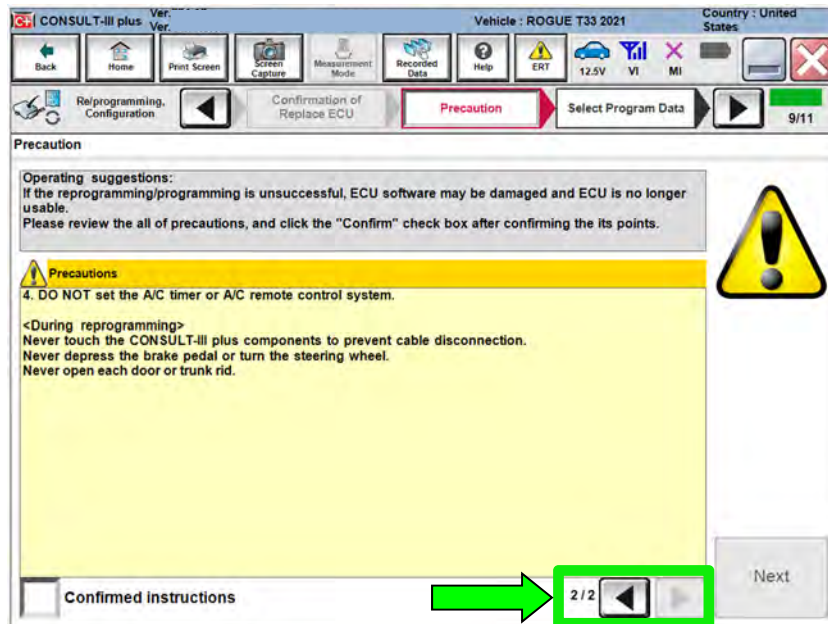 C+ CONSULT-III plus Ver.
Ver.
Vehicle : ROGUE T33 2021
Country : United
States
Back
Home
Print Screen
Screen
Capture
Measurement
Mode
Recorded
Data
Help
ERT
12.5V
VI
MI
Re/programming,
Configuration
Confirmation of
Replace ECU
Precaution
Select Program Data
9/11
Precaution
Operating suggestions:
If the reprogramming/programming is unsuccessful, ECU software may be damaged and ECU is no longer
usable.
Please review the all of precautions, and click the "Confirm" check box after confirming the its points.
Precautions
4. DO NOT set the A/C timer or A/C remote control system.
<During reprogramming>
Never touch the CONSULT-III plus components to prevent cable disconnection.
Never depress the brake pedal or turn the steering wheel.
Never open each door or trunk rid.
Confirmed instructions
2/2
Next